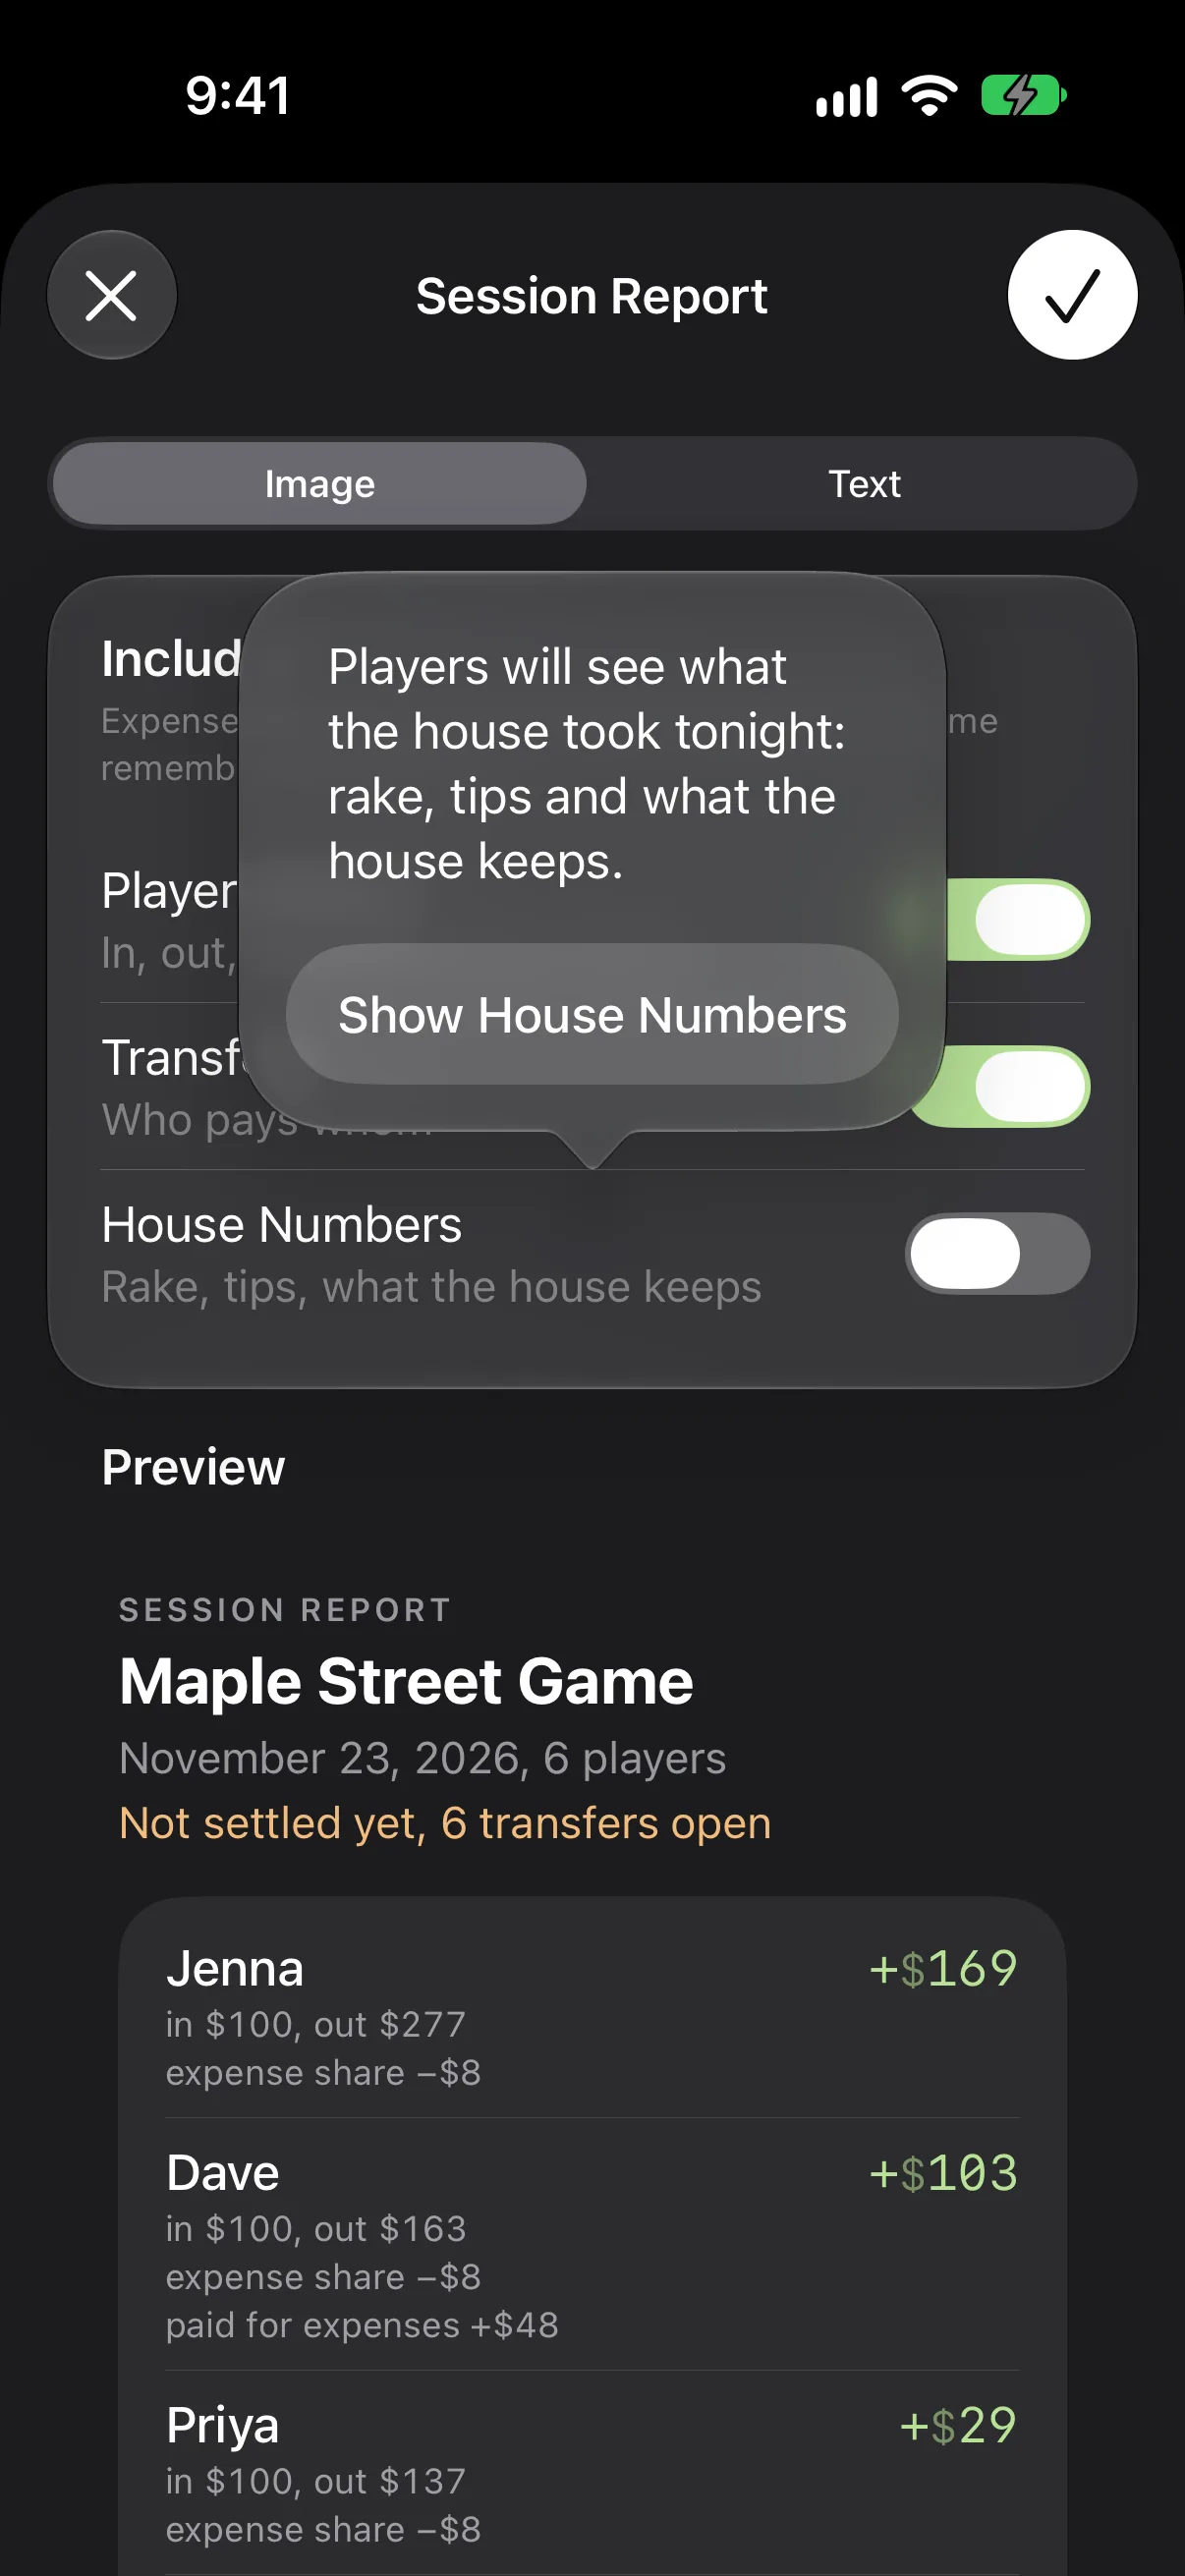 9:41
Session Report
Image
Text
Includ
Expense
me
rememb
Players will see what
the house took tonight:
rake, tips and what the
house keeps.
Show House Numbers
Player
In, out,
Transf
Who pays whom
House Numbers
Rake, tips, what the house keeps
Preview
SESSION REPORT
Maple Street Game
November 23, 2026, 6 players
Not settled yet, 6 transfers open
Jenna
+$169
in $100, out $277
expense share −$8
Dave
+$103
in $100, out $163
expense share −$8
paid for expenses +$48
Priya
+$29
in $100, out $137
expense share −$8